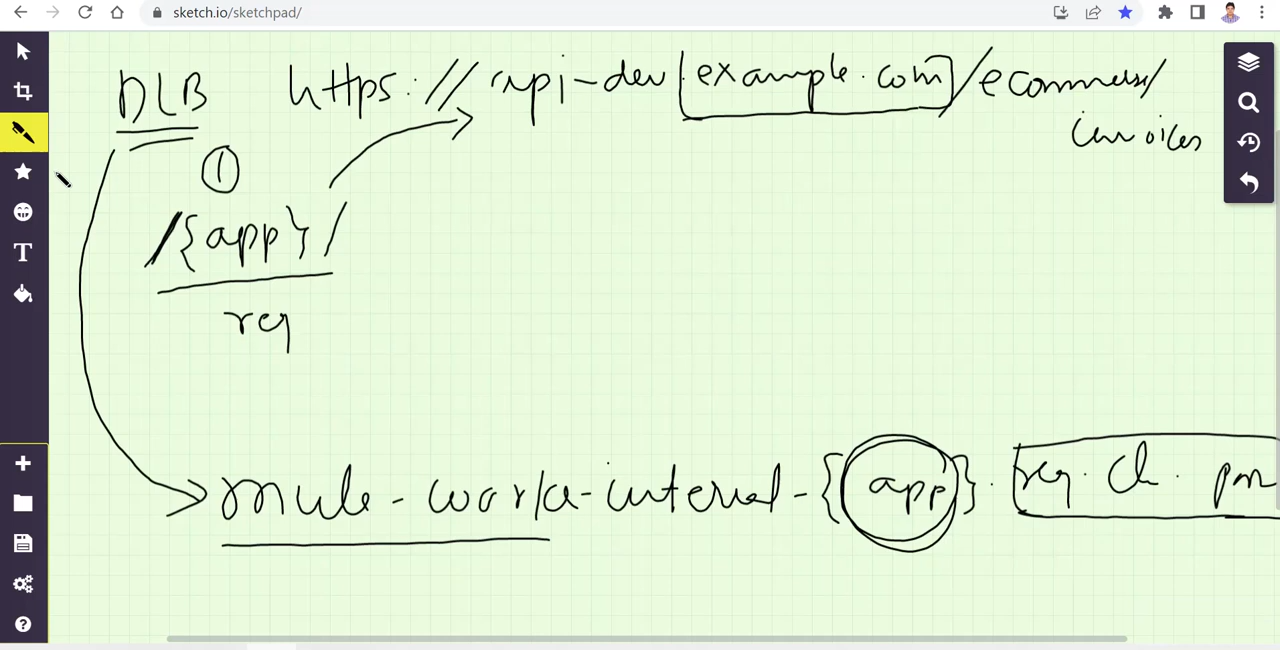 sketch.io/sketchpad/
DLB https://api-dev.example.com/ecommerce/
invoices
1
/{app}/
req
mule-worker-internal-{app}.reg.ch.
T